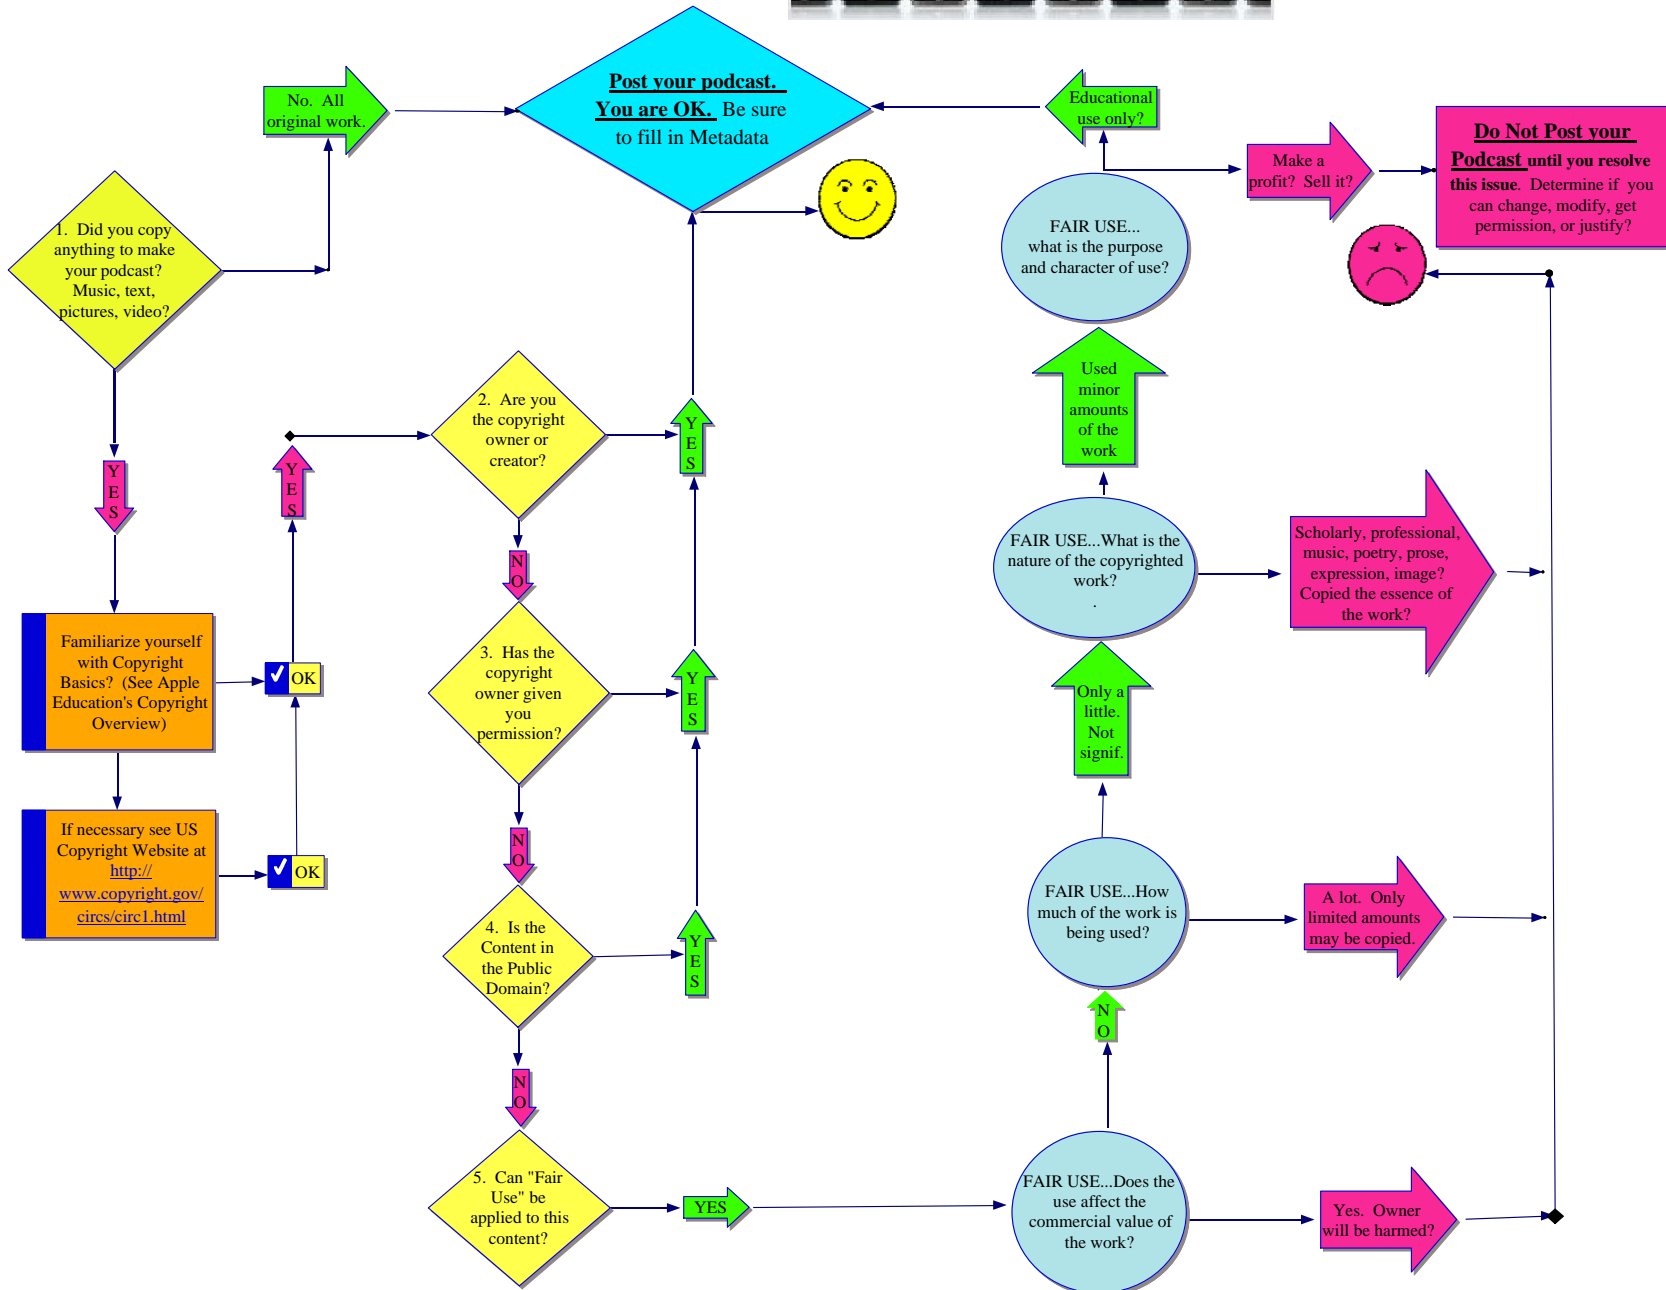 No.  All
original work.
Post your podcast.
You are OK.  Be sure
to fill in Metadata
Educational
use only?
Make a
profit?  Sell it?
Do Not Post your
Podcast until you resolve
this issue.  Determine if  you
can change, modify, get
permission, or justify?
1.  Did you copy
anything to make
your podcast?
Music, text,
pictures, video?
FAIR USE...
what is the purpose
and character of use?
Used
minor
amounts
of the
work
2.  Are you
the copyright
owner or
creator?
Y
E
S
Y
E
S
Y
E
S
N
O
FAIR USE...What is the
nature of the copyrighted
work?
.
Scholarly, professional,
music, poetry, prose,
expression, image?
Copied the essence of
the work?
Familiarize yourself
with Copyright
Basics?  (See Apple
Education's Copyright
Overview)
OK
3.  Has the
copyright
owner given
you
permission?
Y
E
S
Only a
little.
Not
signif.
If necessary see US
Copyright Website at
http://
www.copyright.gov/
circs/circ1.html
OK
N
O
4.  Is the
Content in
the Public
Domain?
Y
E
S
FAIR USE...How
much of the work is
being used?
A lot.  Only
limited amounts
may be copied.
N
O
N
O
5.  Can "Fair
Use" be
applied to this
content?
YES
FAIR USE...Does the
use affect the
commercial value of
the work?
Yes.  Owner
will be harmed?